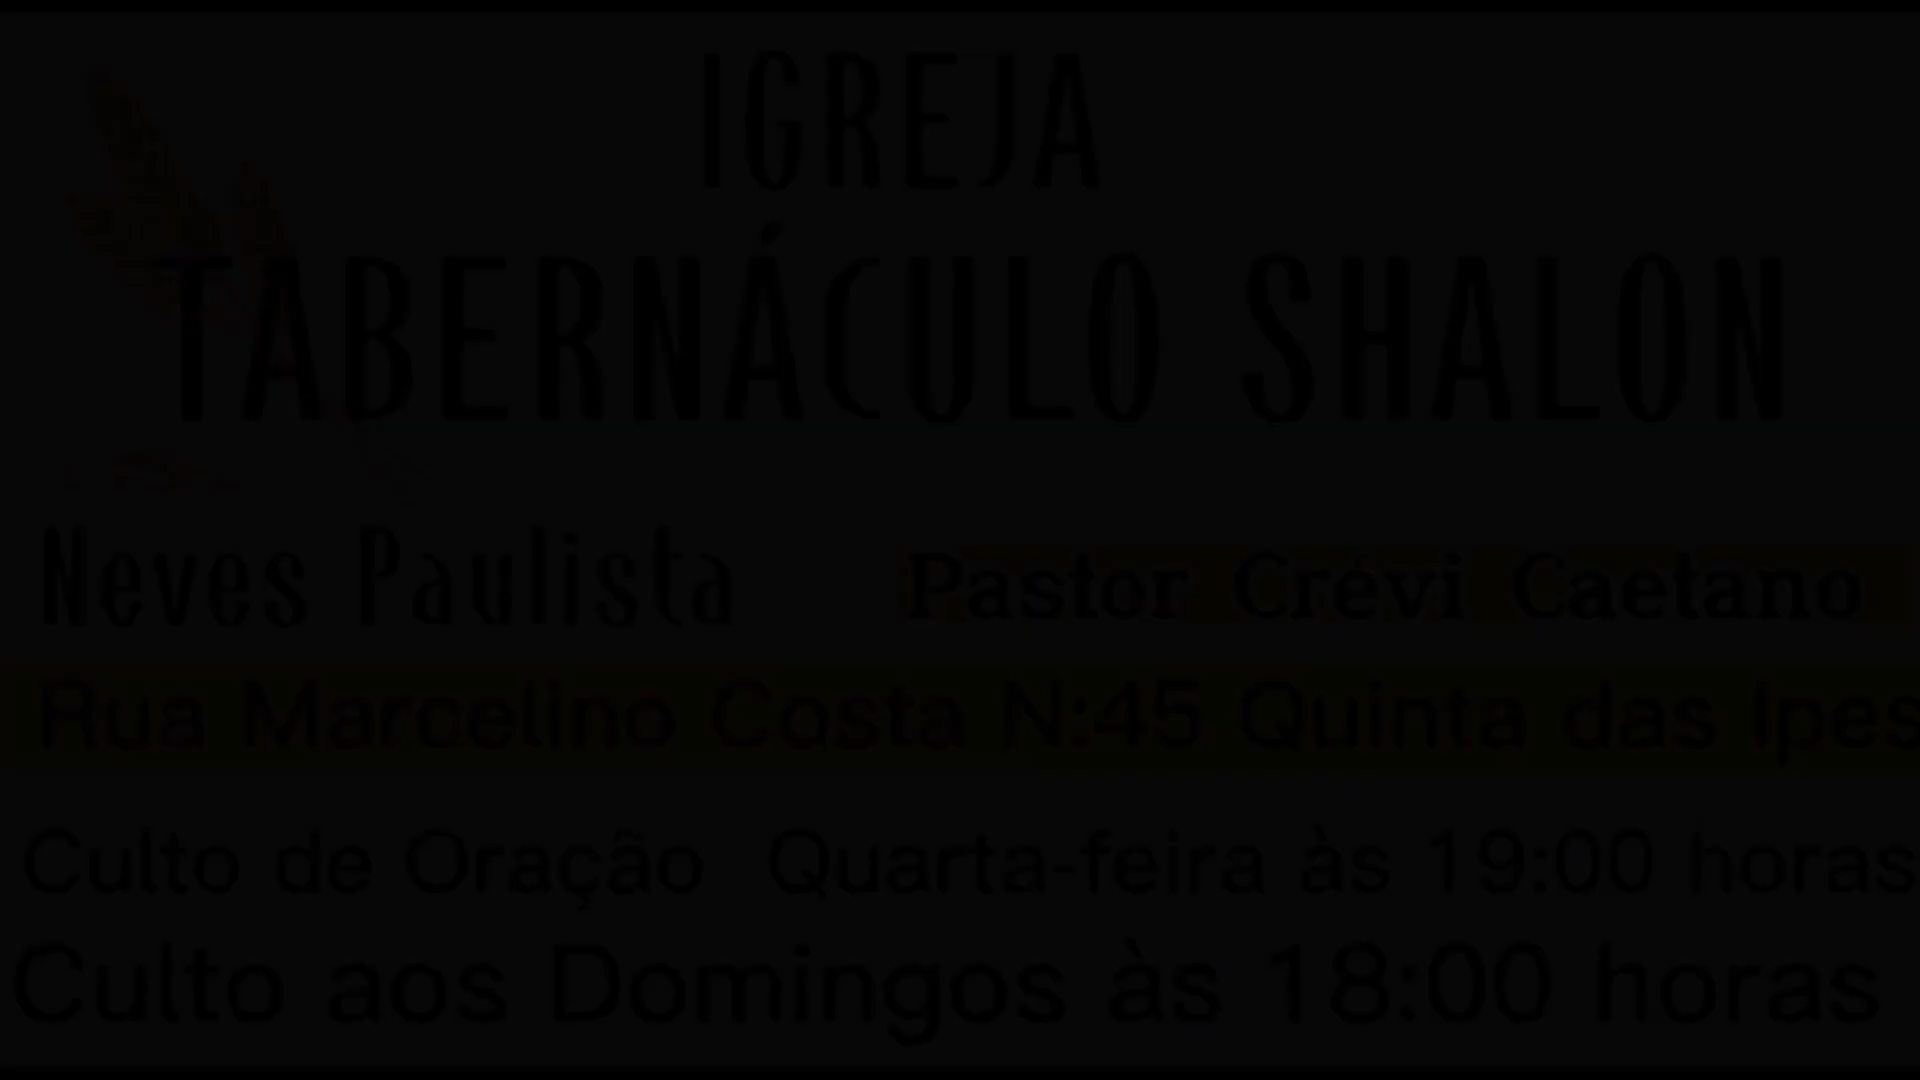 IGREJA
TABERNÁCULO SHALON
Neves Paulista Pastor Crévi Caetano
Rua Marcelino Costa N:45 Quinta das Ipes
Culto de Oração Quarta-feira às 19:00 horas
Culto aos Domingos às 18:00 horas